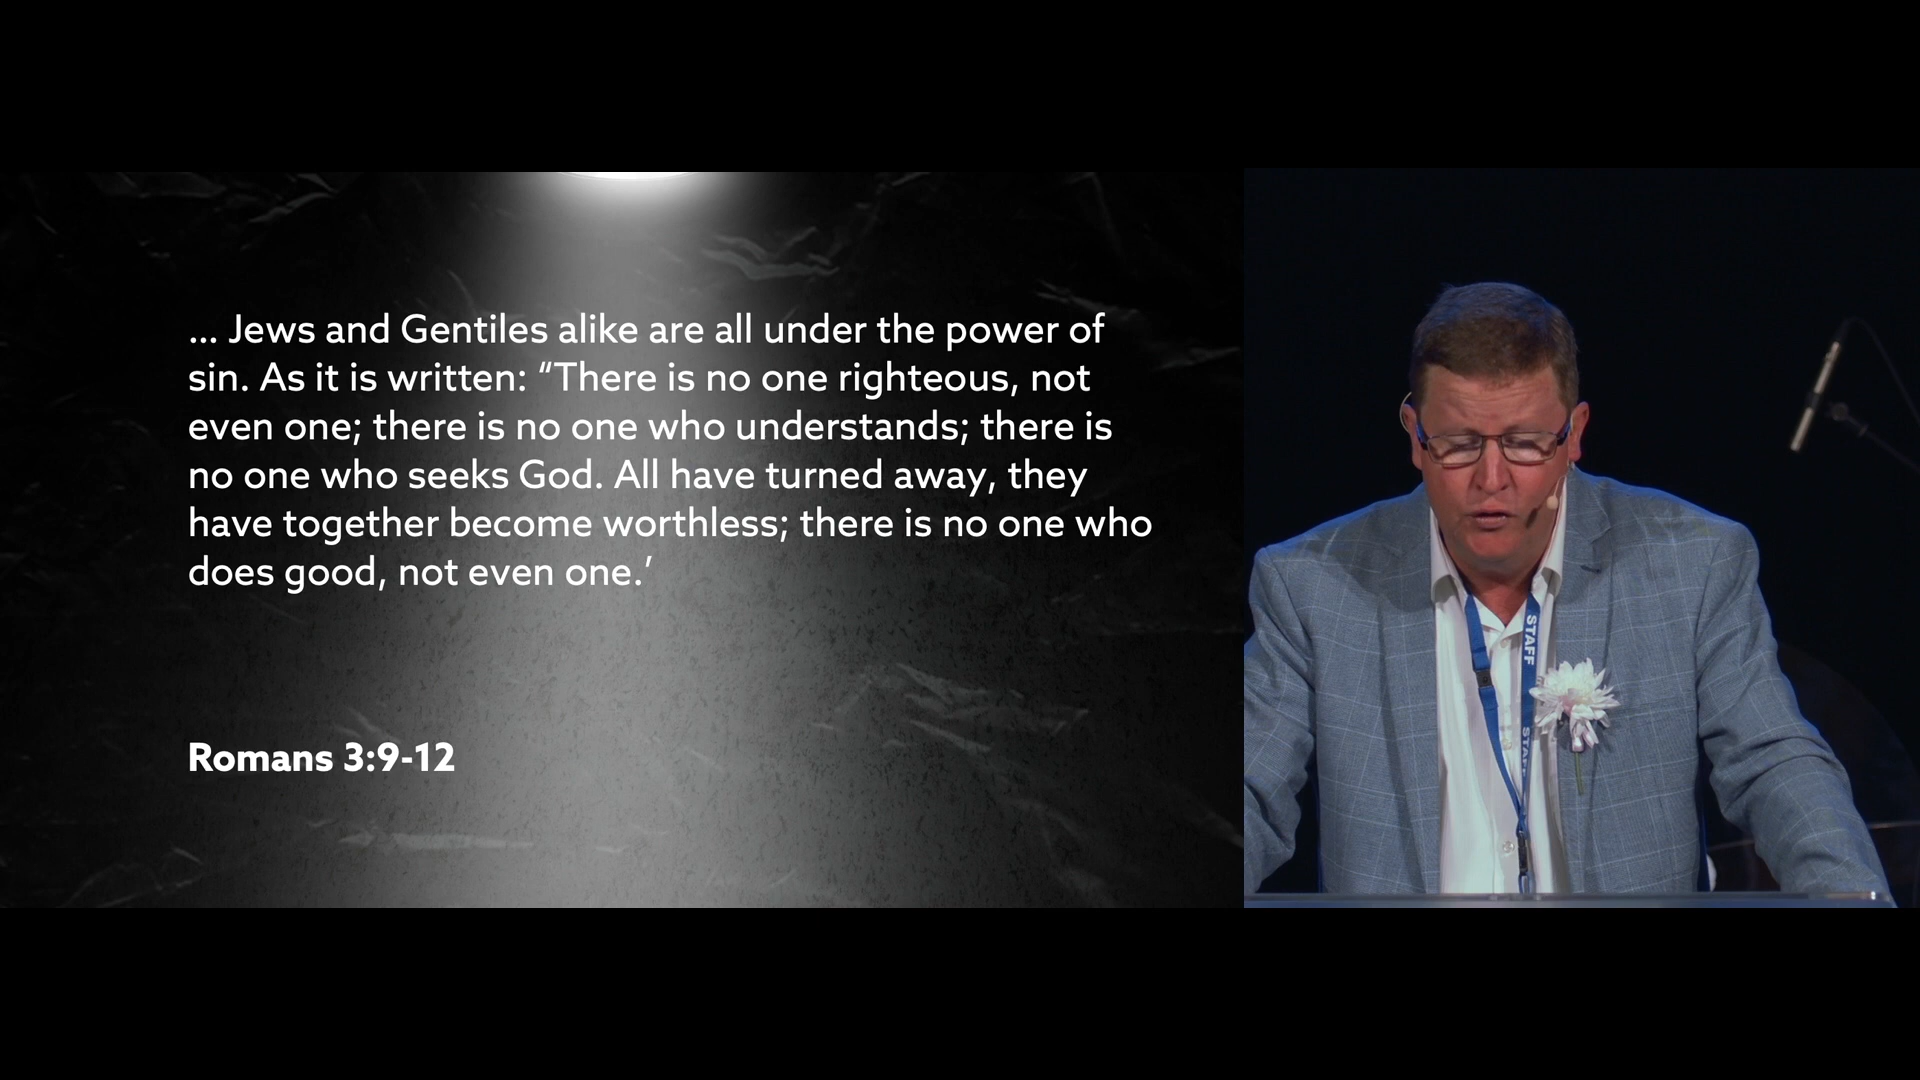 ... Jews and Gentiles alike are all under the power of
sin. As it is written: “There is no one righteous, not
even one; there is no one who understands; there is
no one who seeks God. All have turned away, they
have together become worthless; there is no one who
does good, not even one.’
Romans 3:9-12
STAFF
STAFF